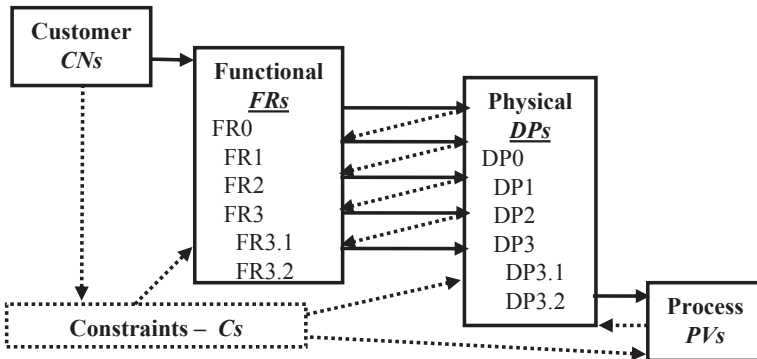 Customer
CNs
Functional
FRs
FR0
FR1
FR2
FR3
FR3.1
FR3.2
Physical
DPs
DP0
DP1
DP2
DP3
DP3.1
DP3.2
Constraints – Cs
Process
PVs